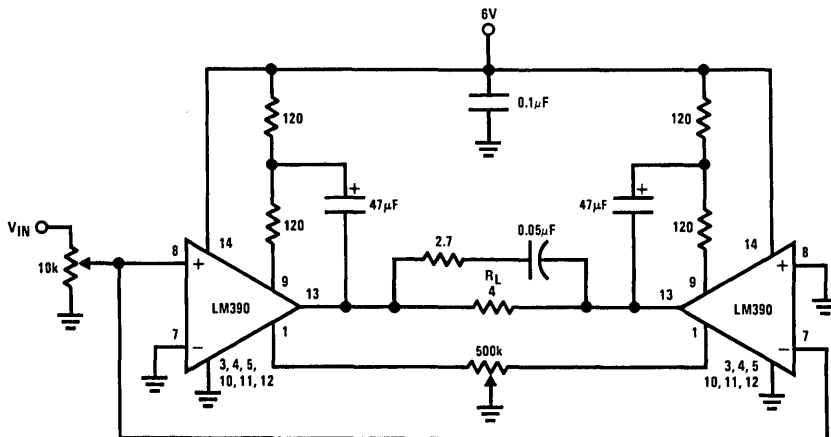 6V
120
0.1µF
120
47µF
47µF
120
120
VIN
10k
8
+
14
9
LM390
13
7
−
1
3, 4, 5,
10, 11, 12
2.7
0.05µF
RL
4
500k
14
+
8
9
13
LM390
1
−
7
3, 4, 5
10, 11, 12
+
+